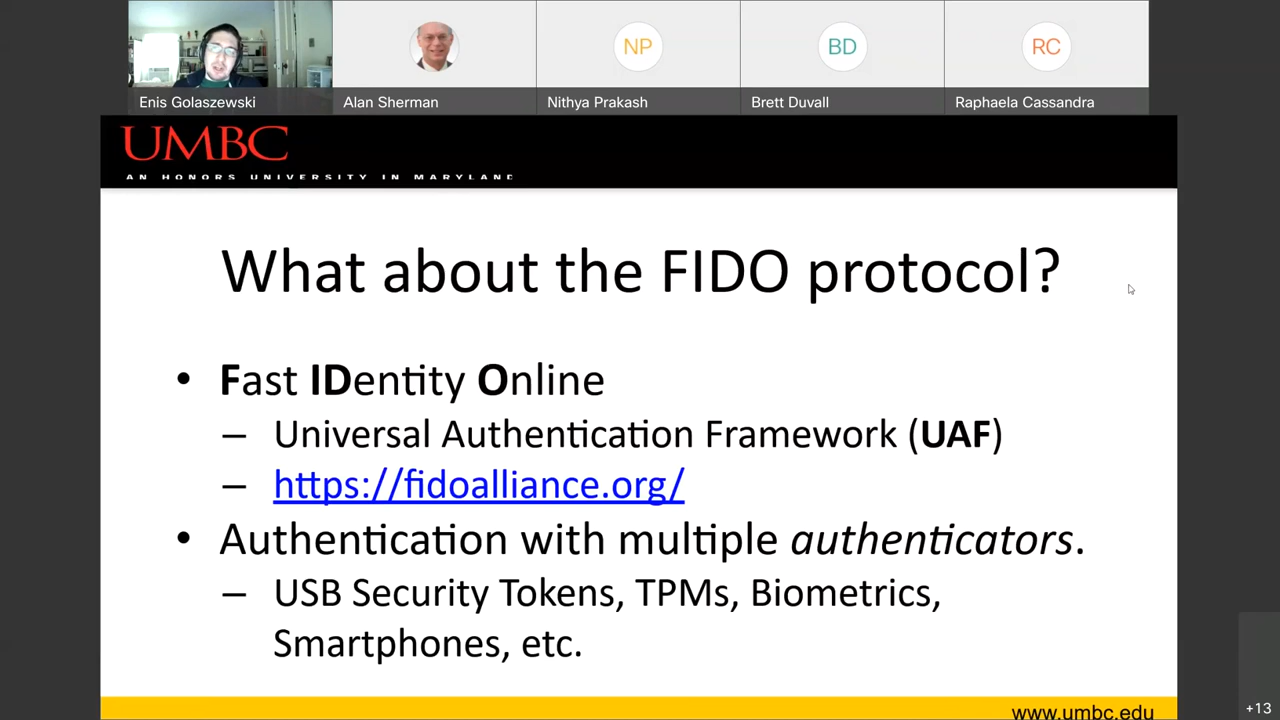 NP
BD
RC
Enis Golaszewski
Alan Sherman
Nithya Prakash
Brett Duvall
Raphaela Cassandra
UMBC
AN HONORS UNIVERSITY IN MARYLAND
What about the FIDO protocol?
• Fast IDentity Online
– Universal Authentication Framework (UAF)
– https://fidoalliance.org/
• Authentication with multiple authenticators.
– USB Security Tokens, TPMs, Biometrics,
Smartphones, etc.
www.umbc.edu
+13